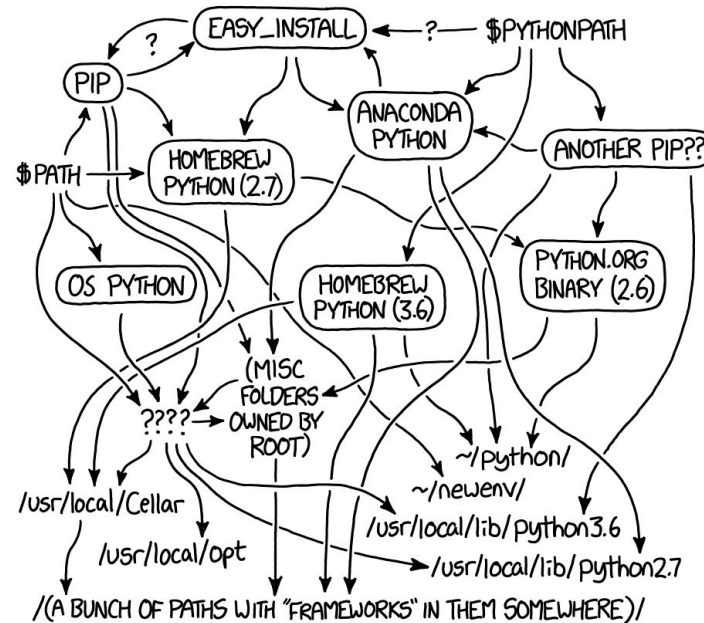 EASY_INSTALL
$PYTHONPATH
?
?
PIP
ANACONDA
PYTHON
ANOTHER PIP??
HOMEBREW
PYTHON (2.7)
$PATH
OS PYTHON
HOMEBREW
PYTHON (3.6)
PYTHON.ORG
BINARY (2.6)
(MISC
FOLDERS
OWNED BY
ROOT)
????
~/python/
~/newenv/
/usr/local/Cellar
/usr/local/opt
/usr/local/lib/python3.6
/usr/local/lib/python2.7
/(A BUNCH OF PATHS WITH "FRAMEWORKS" IN THEM SOMEWHERE)/